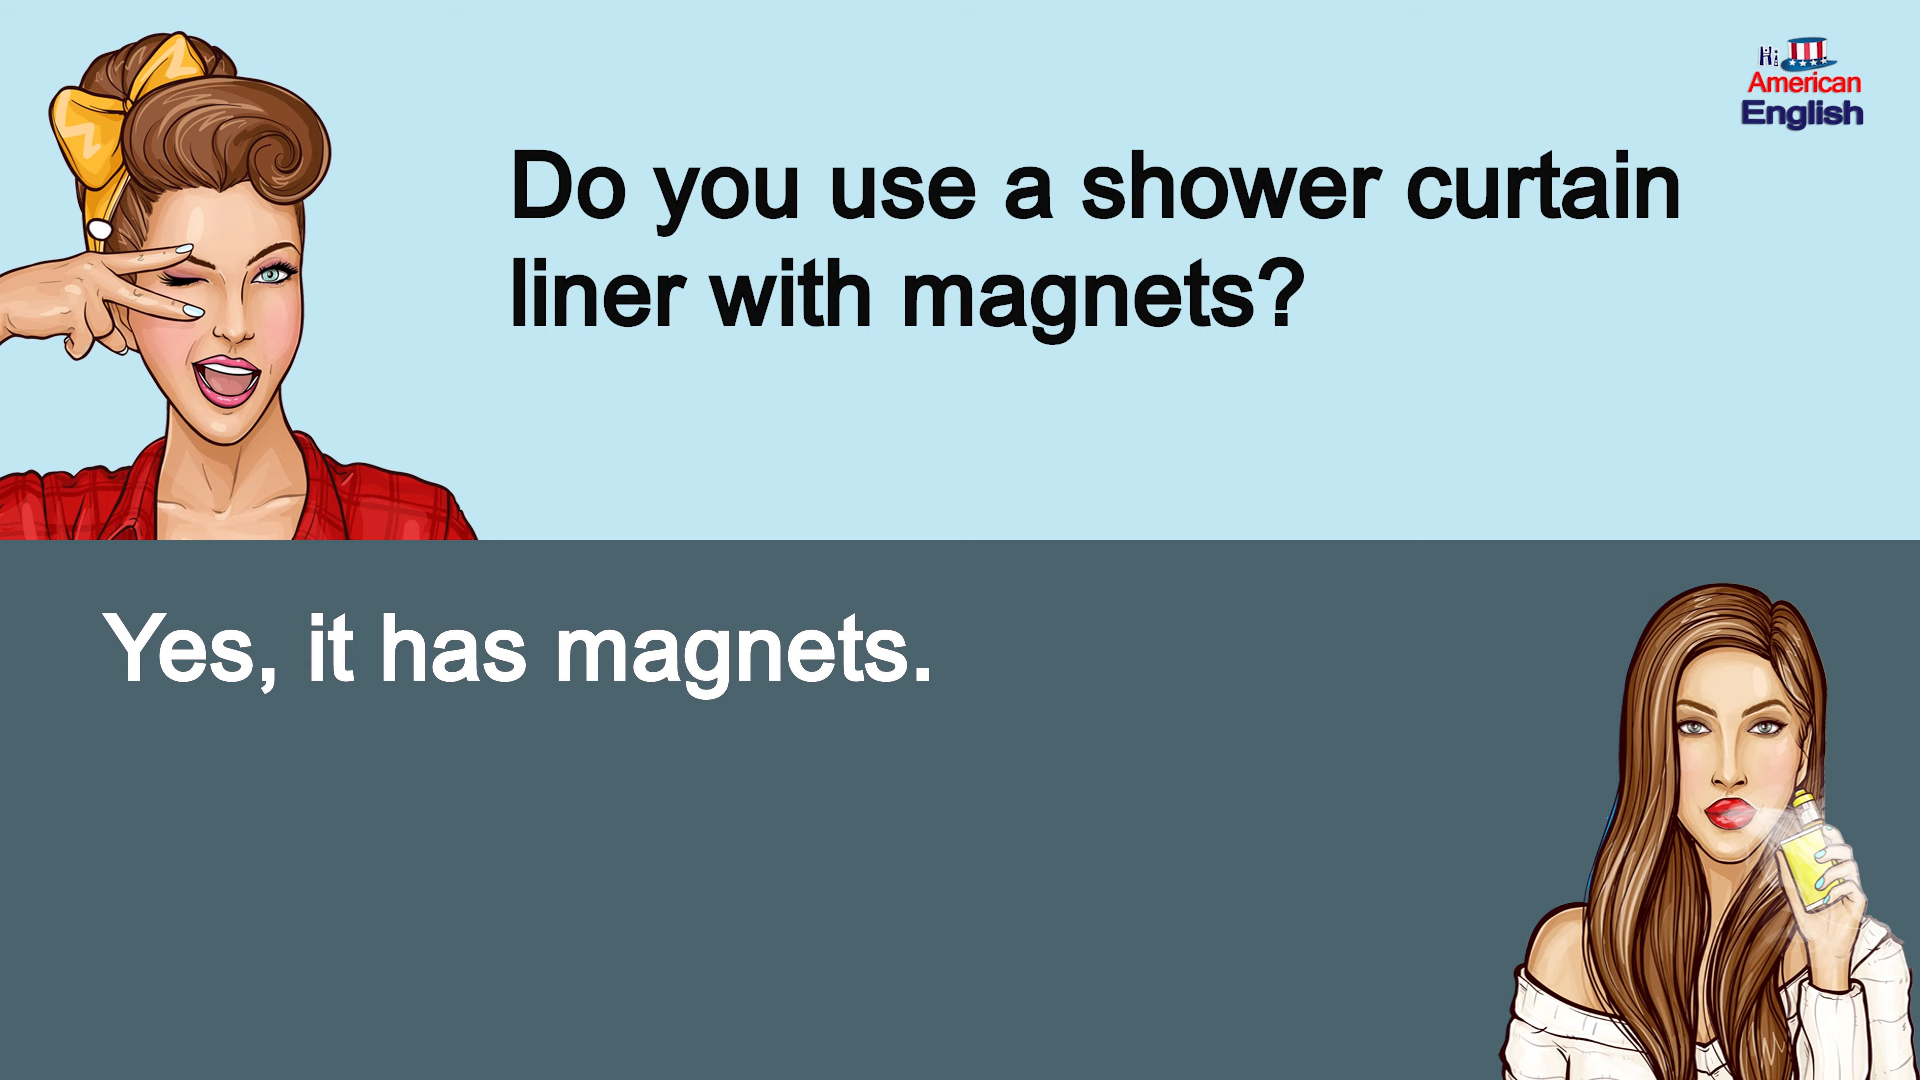 Hi
American
English
Do you use a shower curtain
liner with magnets?
Yes, it has magnets.